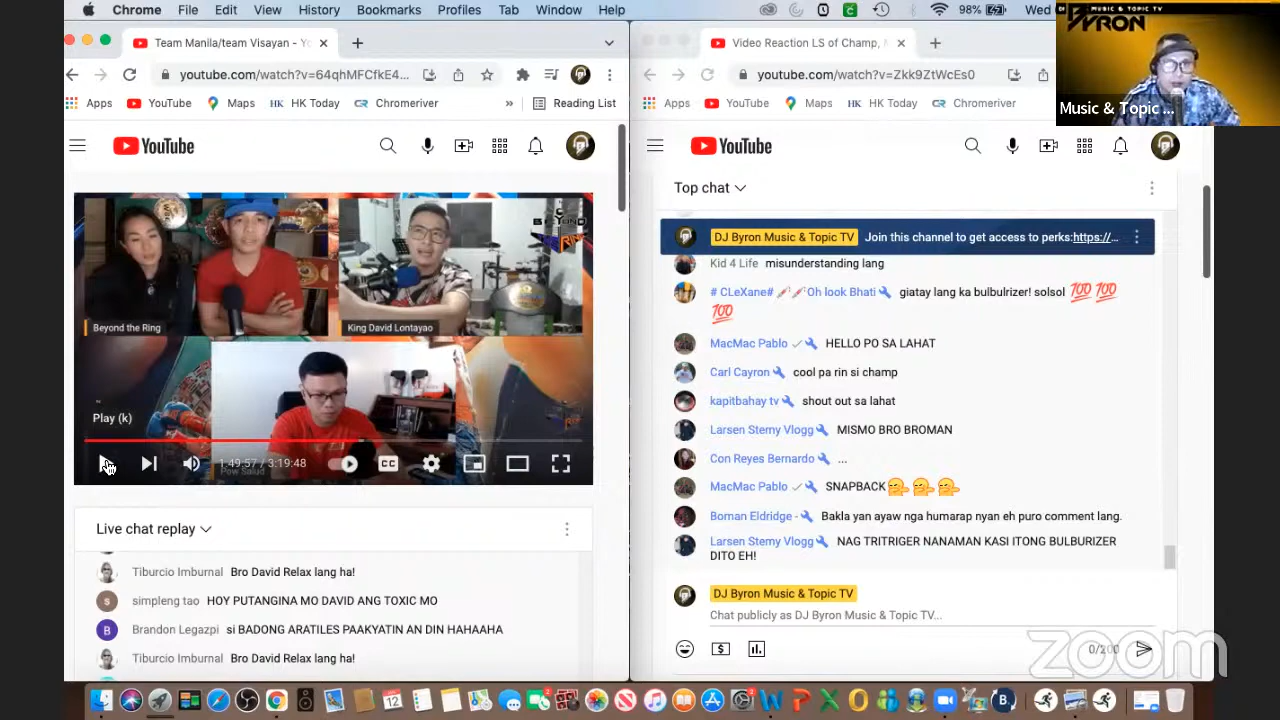 Chrome File Edit View History Bookmarks Profiles Tab Window Help
98% Wed
MUSIC & TOPIC TV
BYRON
Music & Topic ...
Team Manila/team Visayan - Yo
youtube.com/watch?v=64qhMFCfkE4...
Apps YouTube Maps HK Today Chromeriver » Reading List
YouTube
BEYOND
Beyond the Ring
King David Lontayao
Play (k)
1:49:57 / 3:19:48
CC
Pow Salud
Live chat replay
Tiburcio Imburnal Bro David Relax lang ha!
simpleng tao HOY PUTANGINA MO DAVID ANG TOXIC MO
Brandon Legazpi si BADONG ARATILES PAAKYATIN AN DIN HAHAAHA
Tiburcio Imburnal Bro David Relax lang ha!
Video Reaction LS of Champ,
youtube.com/watch?v=Zkk9ZtWcEs0
Apps YouTube Maps HK Today Chromeriver
YouTube
Top chat
DJ Byron Music & Topic TV Join this channel to get access to perks:https://...
Kid 4 Life misunderstanding lang
# CLeXane# Oh look Bhati giatay lang ka bulbulrizer! solsol 💯💯
💯
MacMac Pablo HELLO PO SA LAHAT
Carl Cayron cool pa rin si champ
kapitbahay tv shout out sa lahat
Larsen Stemy Vlogg MISMO BRO BROMAN
Con Reyes Bernardo ...
MacMac Pablo SNAPBACK
Boman Eldridge - Bakla yan ayaw nga humarap nyan eh puro comment lang.
Larsen Stemy Vlogg NAG TRITRIGER NANAMAN KASI ITONG BULBURIZER
DITO EH!
DJ Byron Music & Topic TV
Chat publicly as DJ Byron Music & Topic TV...
0/200
zoom